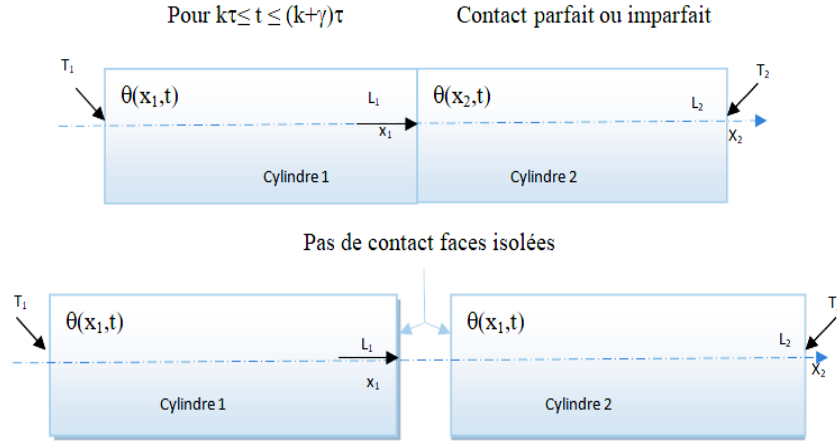 Pour kτ≤ t ≤ (k+γ)τ Contact parfait ou imparfait
T₁ T₂
θ(x₁,t) L₁ θ(x₂,t) L₂
x₁ X₂
Cylindre 1 Cylindre 2
Pas de contact faces isolées
T₁ T
θ(x₁,t) L₁ θ(x₁,t) L₂
x₁ X₂
Cylindre 1 Cylindre 2